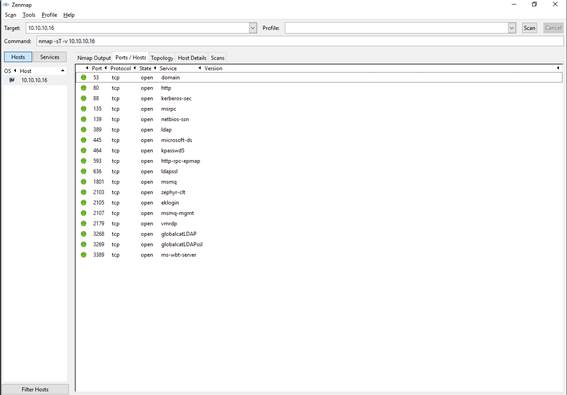 Zenmap
Scan Tools Profile Help
Target: 10.10.10.16 Profile: Scan Cancel
Command: nmap -sT -v 10.10.10.16
Hosts Services Nmap Output Ports / Hosts Topology Host Details Scans
OS Host Port Protocol State Service Version
10.10.10.16
53 tcp open domain
80 tcp open http
88 tcp open kerberos-sec
135 tcp open msrpc
139 tcp open netbios-ssn
389 tcp open ldap
445 tcp open microsoft-ds
464 tcp open kpasswd5
593 tcp open http-rpc-epmap
636 tcp open ldapssl
1801 tcp open msmq
2103 tcp open zephyr-clt
2105 tcp open eklogin
2107 tcp open msmq-mgmt
2179 tcp open vmrdp
3268 tcp open globalcatLDAP
3269 tcp open globalcatLDAPssl
3389 tcp open ms-wbt-server
Filter Hosts